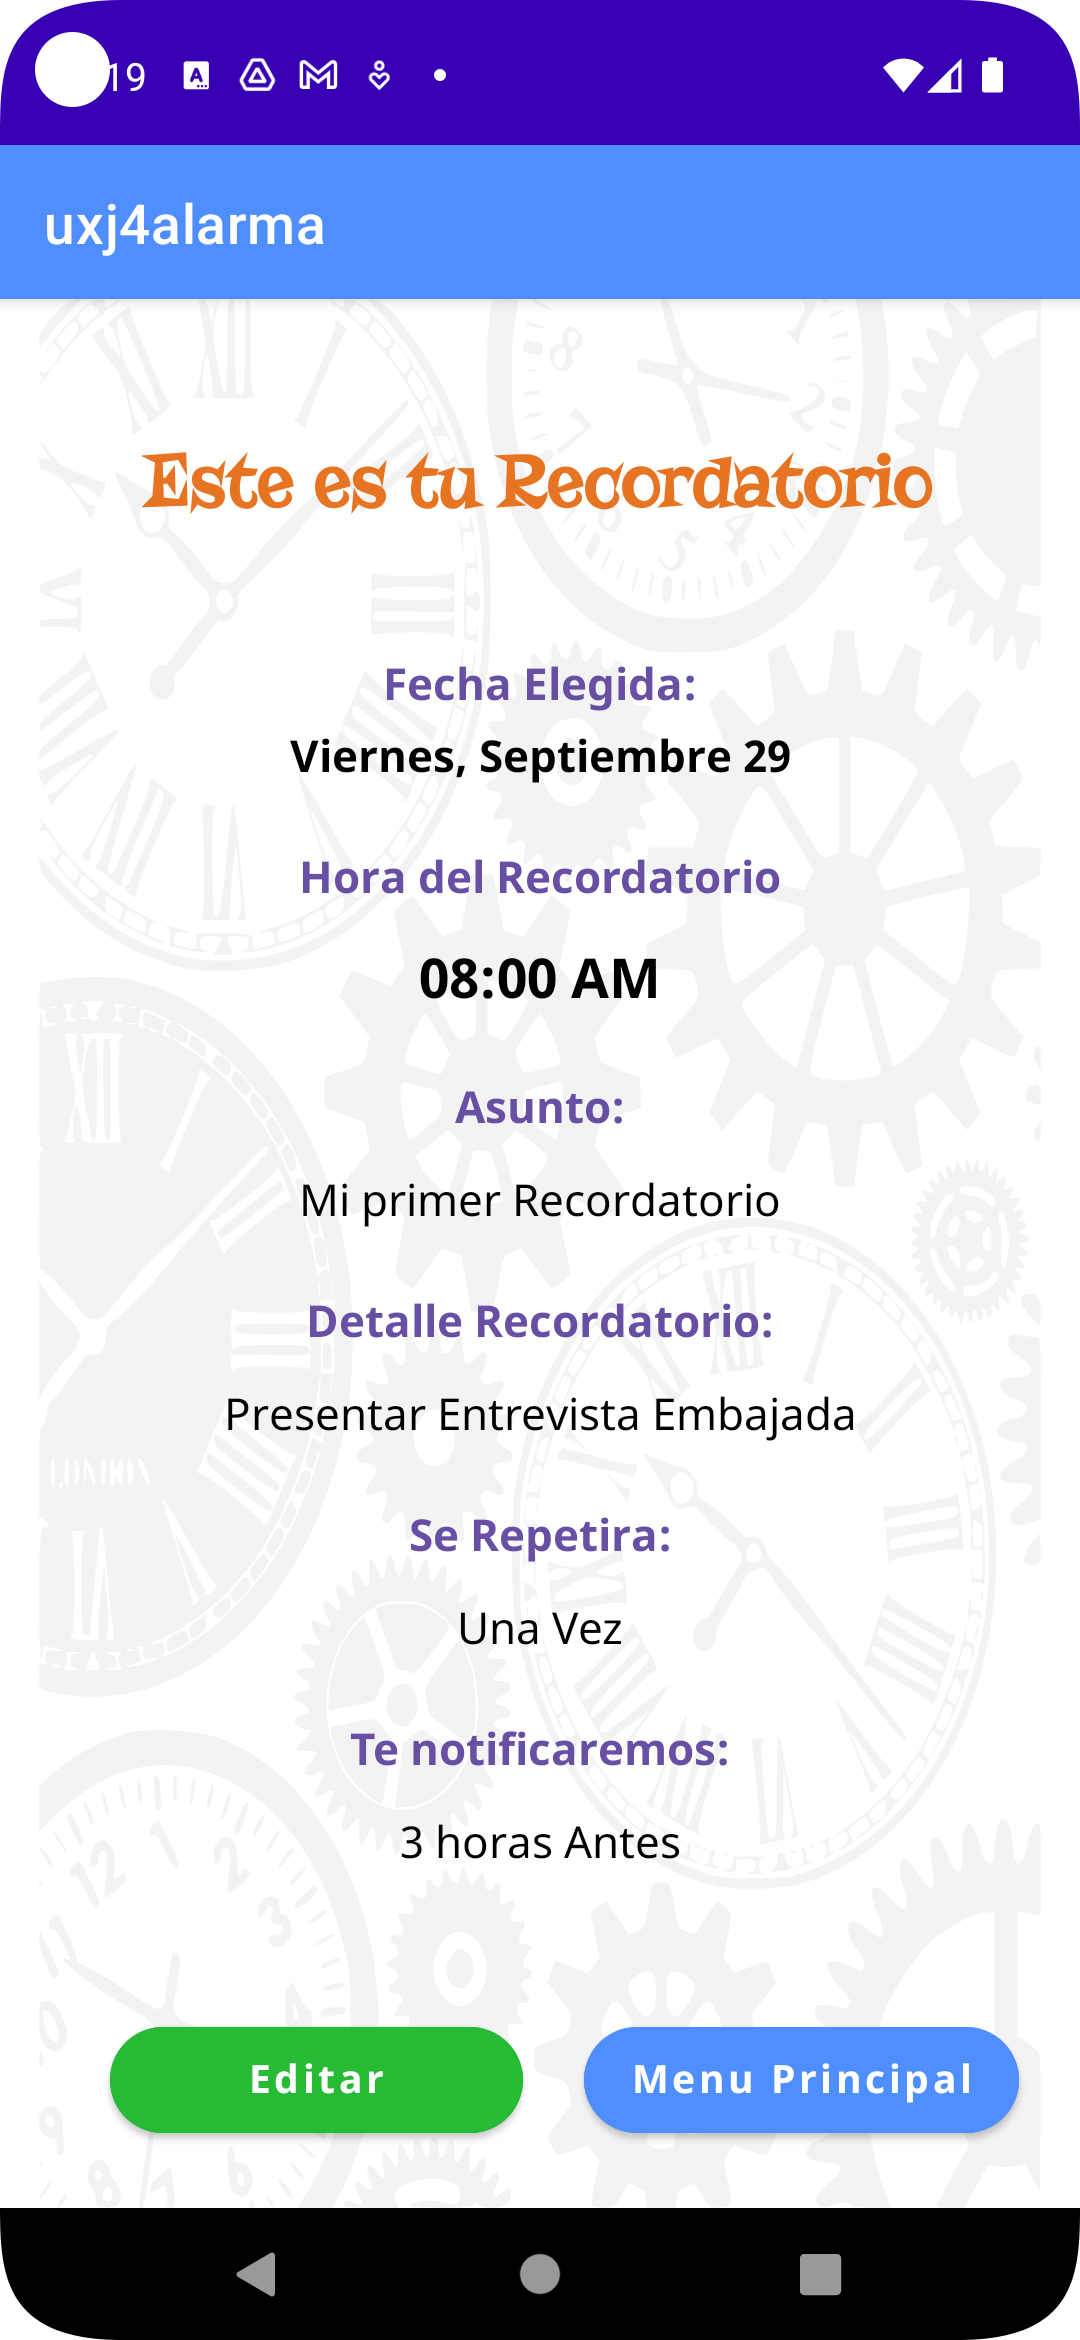 19
uxj4alarma
Este es tu Recordatorio
Fecha Elegida:
Viernes, Septiembre 29
Hora del Recordatorio
08:00 AM
Asunto:
Mi primer Recordatorio
Detalle Recordatorio:
Presentar Entrevista Embajada
Se Repetira:
Una Vez
Te notificaremos:
3 horas Antes
Editar
Menu Principal